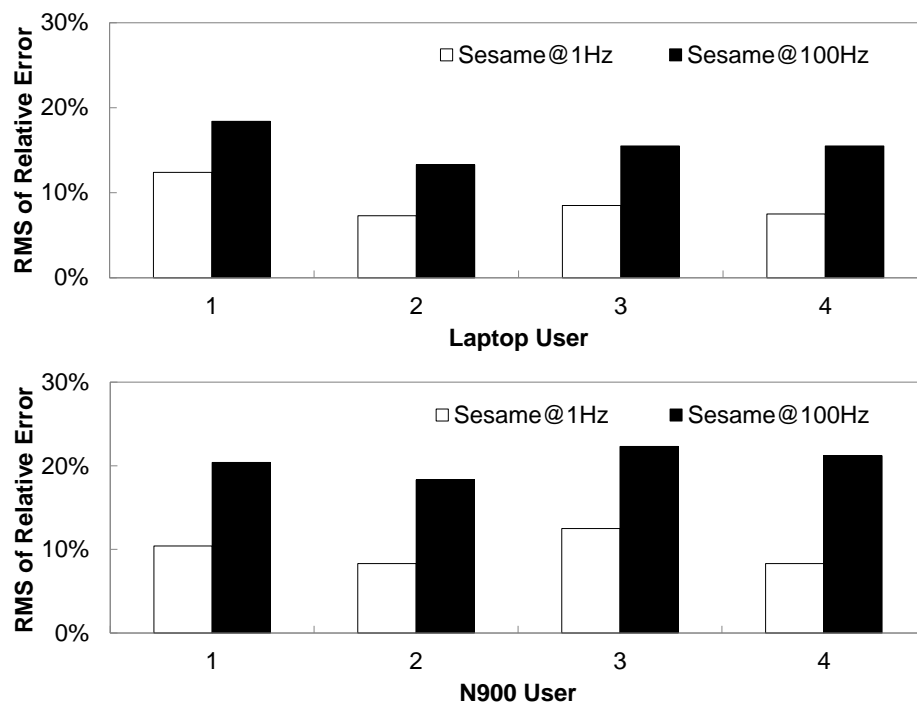 30%
Sesame@1Hz Sesame@100Hz
20%
10%
0%
RMS of Relative Error
1 2 3 4
Laptop User
30%
Sesame@1Hz Sesame@100Hz
20%
10%
0%
RMS of Relative Error
1 2 3 4
N900 User